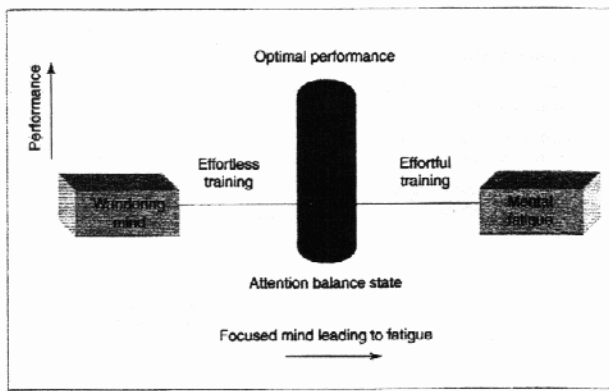 Optimal performance
Performance
Effortless
training
Effortful
training
Wandering
mind
Mental
fatigue
Attention balance state
Focused mind leading to fatigue